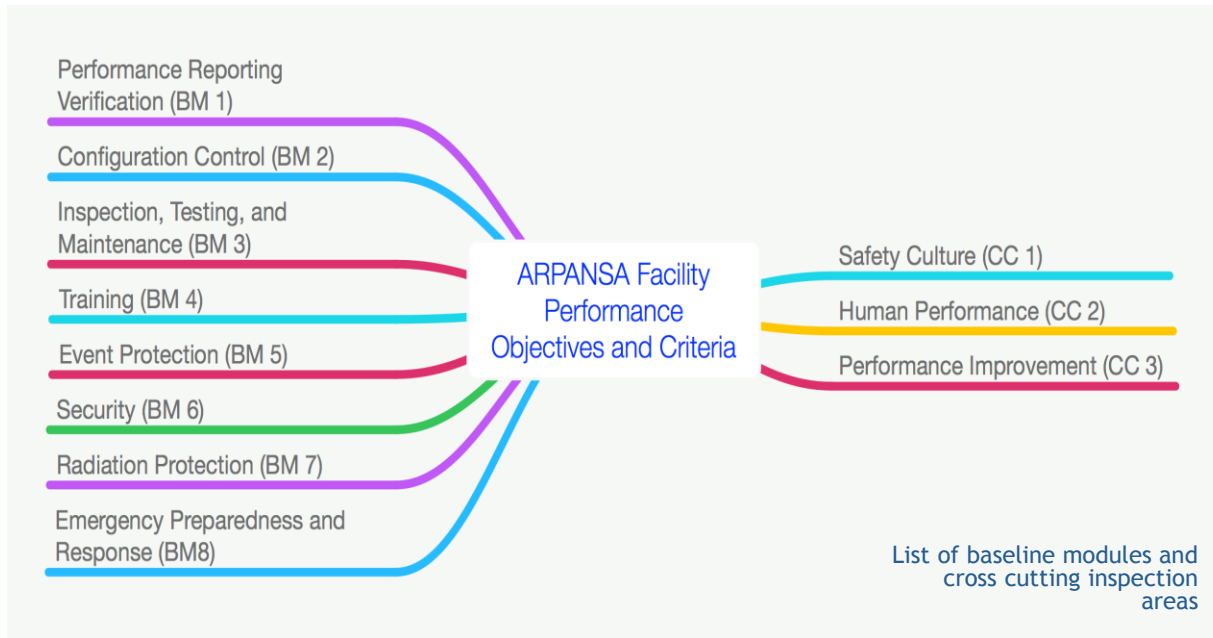 Performance Reporting
Verification (BM 1)
Configuration Control (BM 2)
Inspection, Testing, and
Maintenance (BM 3)
Training (BM 4)
Event Protection (BM 5)
Security (BM 6)
Radiation Protection (BM 7)
Emergency Preparedness and
Response (BM8)
ARPANSA Facility
Performance
Objectives and Criteria
Safety Culture (CC 1)
Human Performance (CC 2)
Performance Improvement (CC 3)
List of baseline modules and
cross cutting inspection
areas